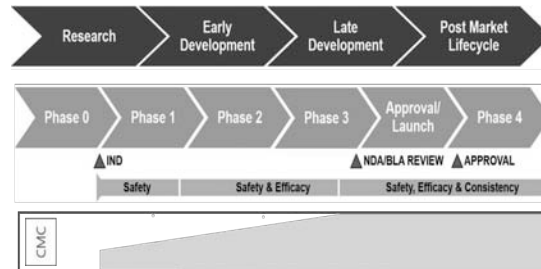 Research
Early
Development
Late
Development
Post Market
Lifecycle
Phase 0
Phase 1
Phase 2
Phase 3
Approval/
Launch
Phase 4
IND
NDA/BLA REVIEW
APPROVAL
Safety
Safety & Efficacy
Safety, Efficacy & Consistency
CMC